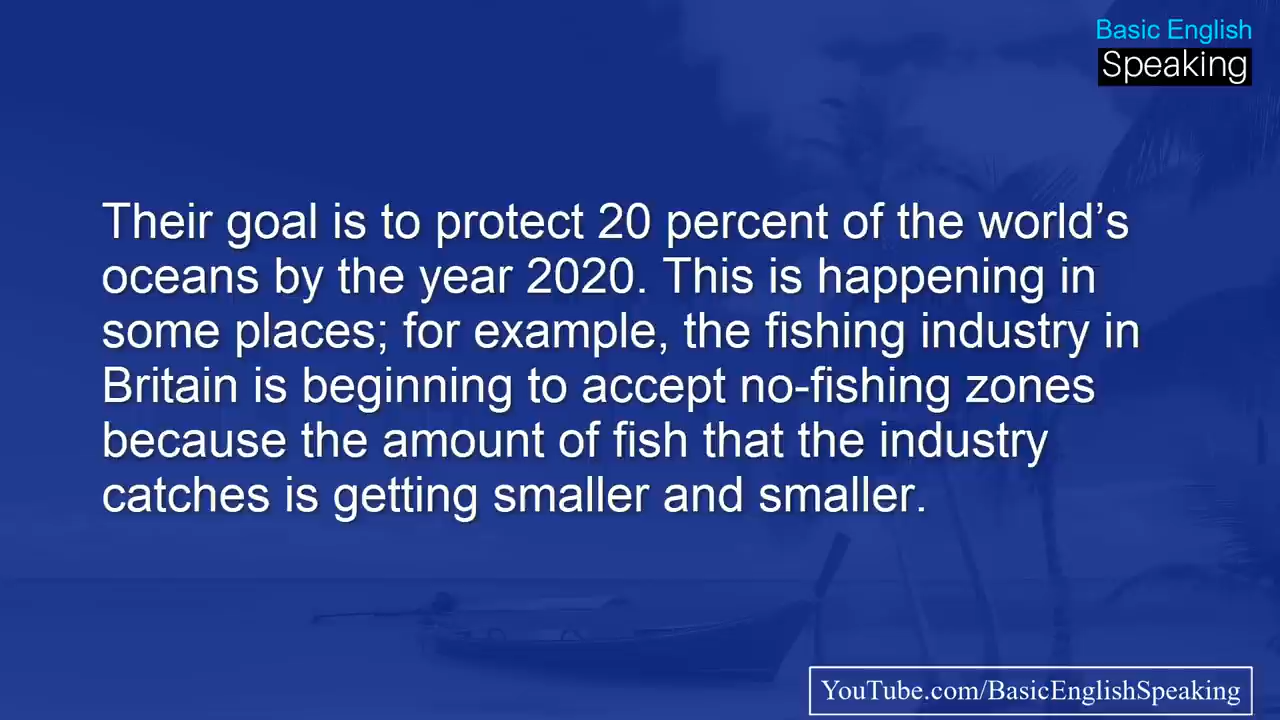 Basic English
Speaking
Their goal is to protect 20 percent of the world’s
oceans by the year 2020. This is happening in
some places; for example, the fishing industry in
Britain is beginning to accept no-fishing zones
because the amount of fish that the industry
catches is getting smaller and smaller.
YouTube.com/BasicEnglishSpeaking